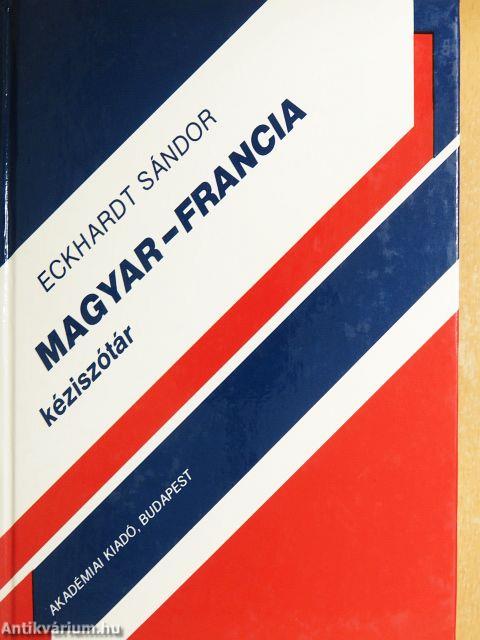 ECKHARDT SÁNDOR
MAGYAR–FRANCIA
kéziszótár
AKADÉMIAI KIADÓ, BUDAPEST
Antikvárium.hu